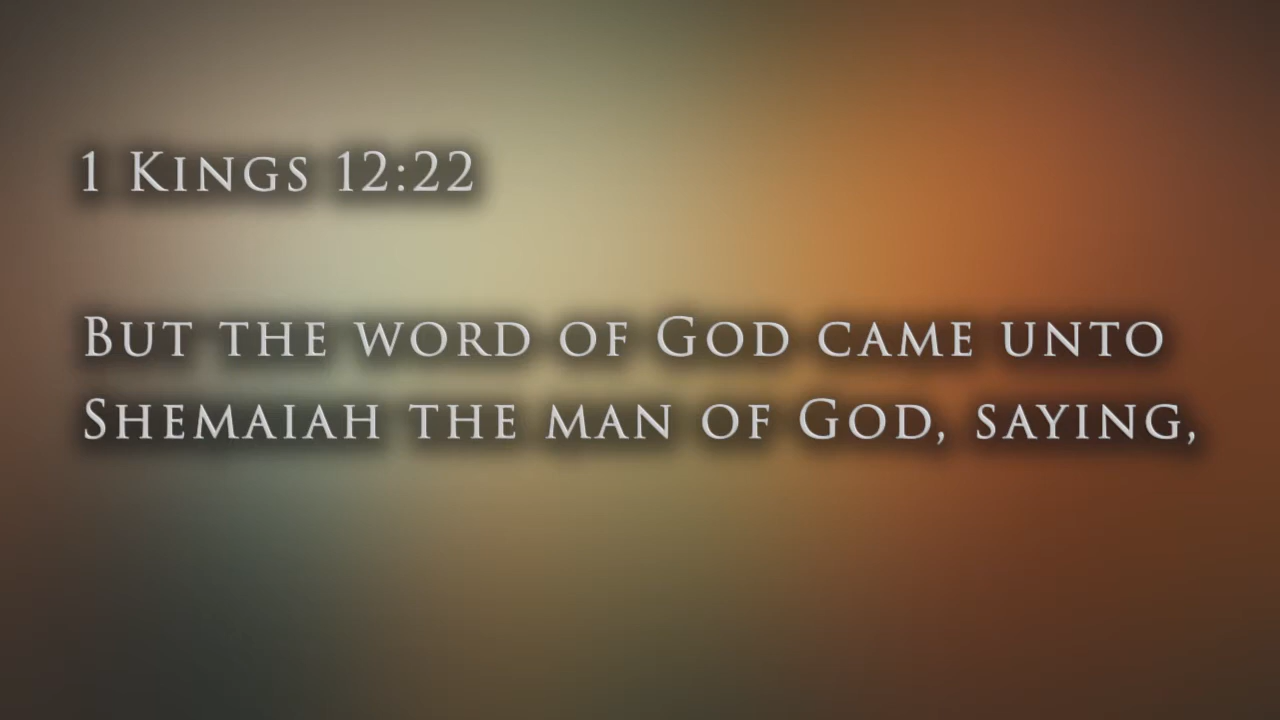 1 Kings 12:22
But the word of God came unto
Shemaiah the man of God, saying,